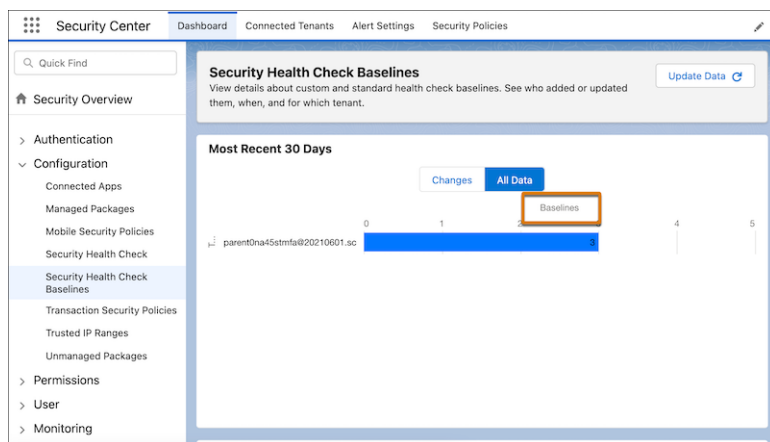 Security Center
Dashboard
Connected Tenants
Alert Settings
Security Policies
Quick Find
Security Overview
Authentication
Configuration
Connected Apps
Managed Packages
Mobile Security Policies
Security Health Check
Security Health Check
Baselines
Transaction Security Policies
Trusted IP Ranges
Unmanaged Packages
Permissions
User
Monitoring
Security Health Check Baselines
View details about custom and standard health check baselines. See who added or updated
them, when, and for which tenant.
Update Data
Most Recent 30 Days
Changes
All Data
Baselines
0 1 2 3 4 5
parent0na45stmfa@20210601.sc
3